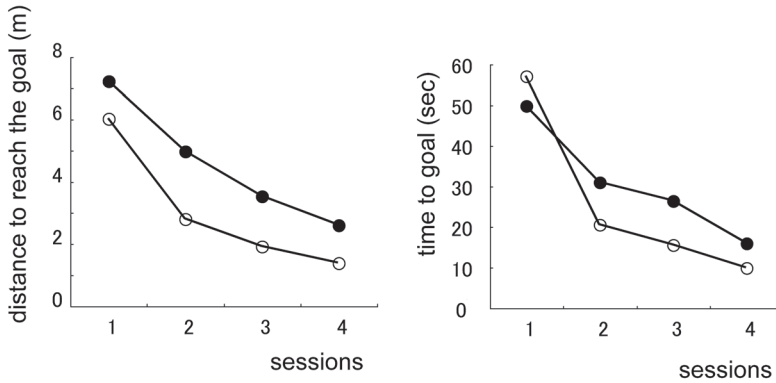 distance to reach the goal (m)
8
6
4
2
0
1 2 3 4
sessions
time to goal (sec)
60
50
40
30
20
10
0
1 2 3 4
sessions